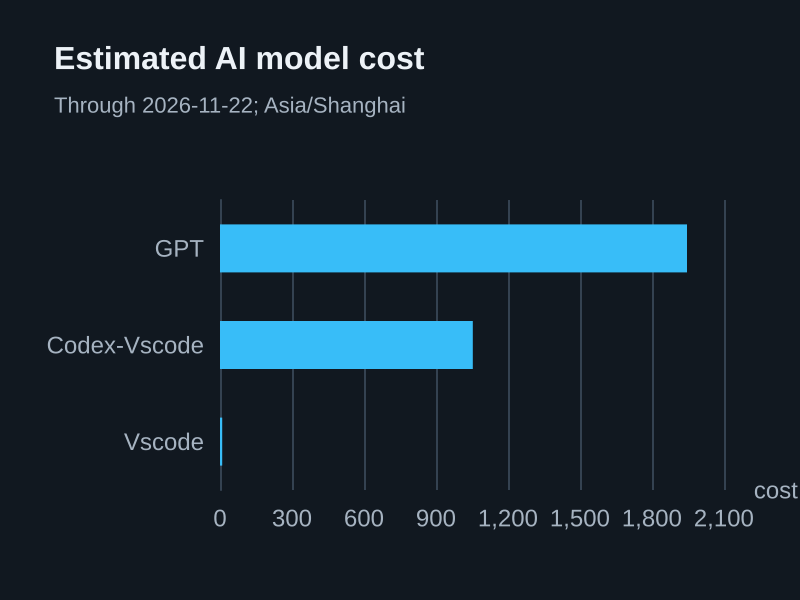 Estimated AI model cost
Through 2026-11-22; Asia/Shanghai
GPT
Codex-Vscode
Vscode
cost
0 300 600 900 1,200 1,500 1,800 2,100